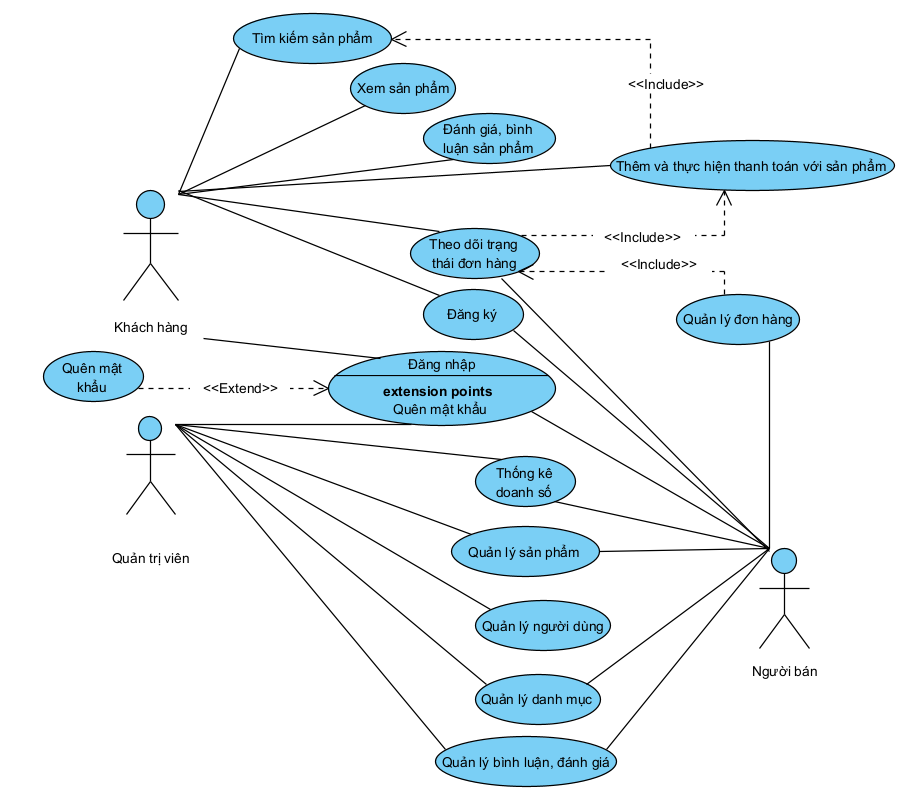 Tìm kiếm sản phẩm
<<Include>>
Xem sản phẩm
Đánh giá, bình
luận sản phẩm
Thêm và thực hiện thanh toán với sản phẩm
Theo dõi trạng
thái đơn hàng
<<Include>>
<<Include>>
Đăng ký
Quản lý đơn hàng
Khách hàng
Đăng nhập
extension points
Quên mật khẩu
Quên mật
khẩu
<<Extend>>
Thống kê
doanh số
Quản trị viên
Quản lý sản phẩm
Quản lý người dùng
Người bán
Quản lý danh mục
Quản lý bình luận, đánh giá